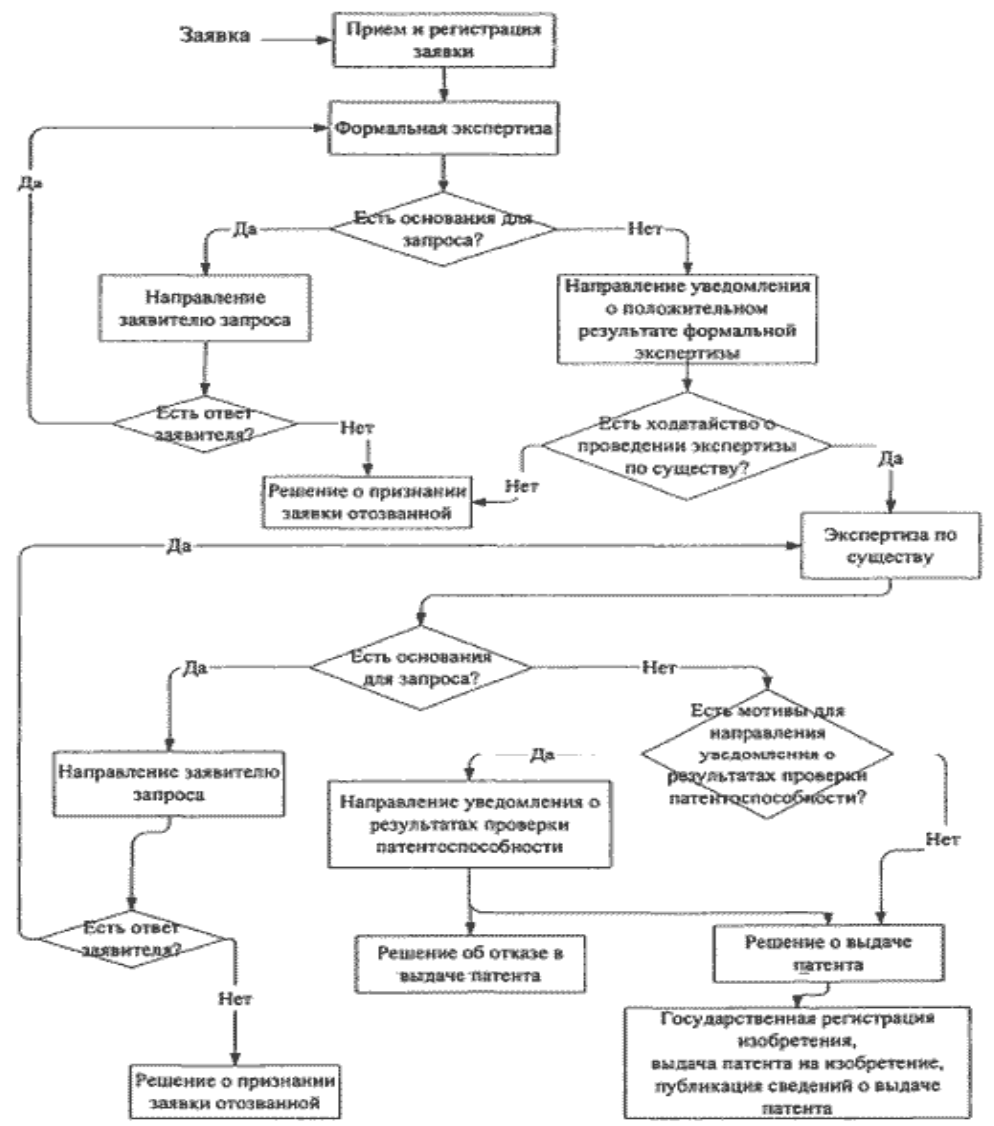 Заявка
Прием и регистрация
заявки
Формальная экспертиза
Да
Есть основания для
запроса?
Да
Нет
Направление
заявителю запроса
Направление уведомления
о положительном
результате формальной
экспертизы
Есть ответ
заявителя?
Нет
Есть ходатайство о
проведении экспертизы
по существу?
Да
Нет
Решение о признании
заявки отозванной
Экспертиза по
существу
Да
Есть основания
для запроса?
Да
Нет
Есть мотивы для
направления
уведомления о
результатах проверки
патентоспособности?
Да
Нет
Направление заявителю
запроса
Направление уведомления о
результатах проверки
патентоспособности
Есть ответ
заявителя?
Нет
Решение об отказе в
выдаче патента
Решение о выдаче
патента
Решение о признании
заявки отозванной
Государственная регистрация
изобретения,
выдача патента на изобретение,
публикация сведений о выдаче
патента